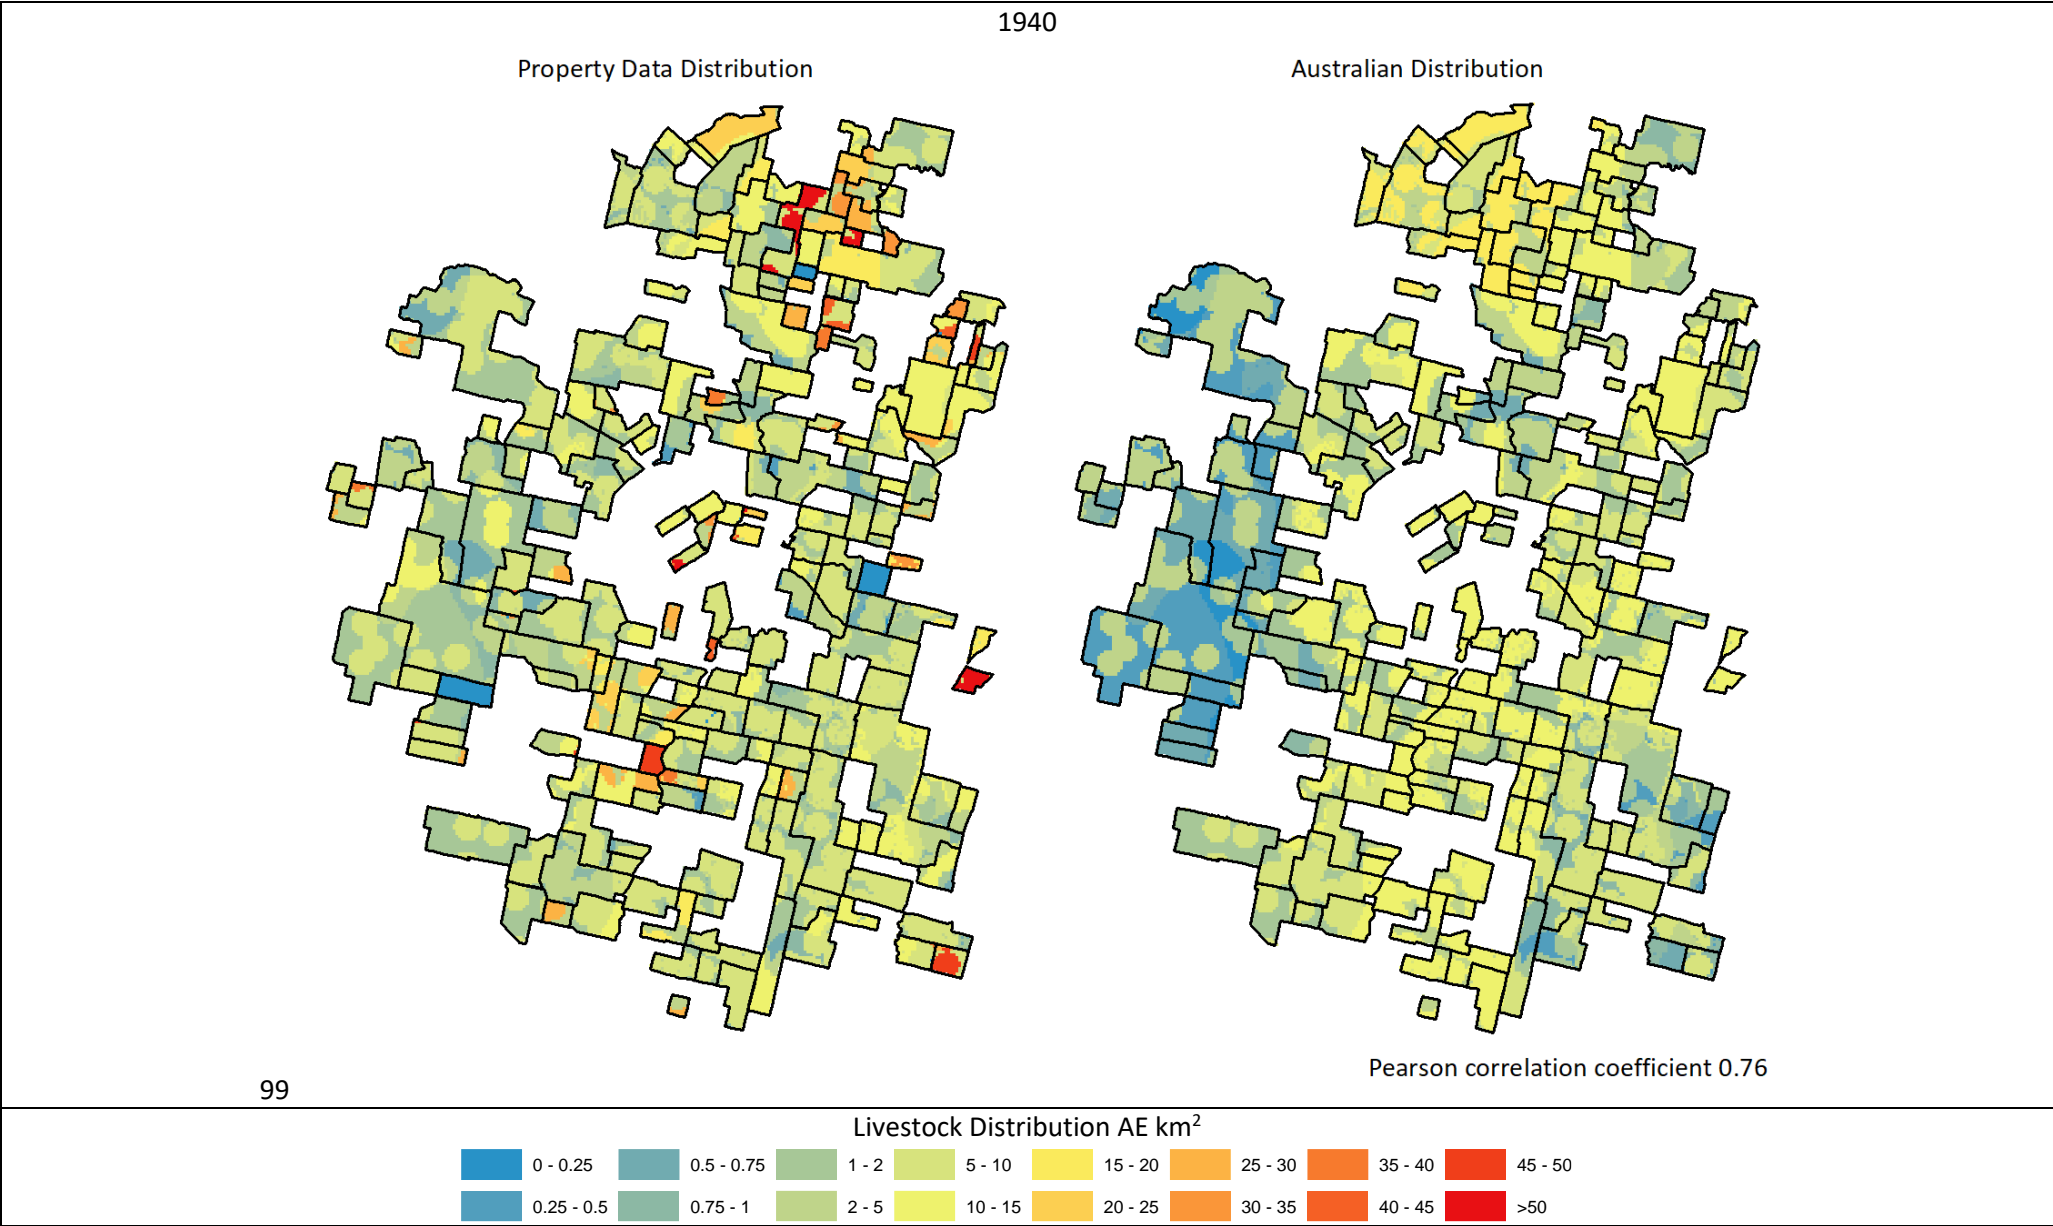 1940
Property Data Distribution
Australian Distribution
Pearson correlation coefficient 0.76
99
Livestock Distribution AE km²
0 - 0.25
0.5 - 0.75
1 - 2
5 - 10
15 - 20
25 - 30
35 - 40
45 - 50
0.25 - 0.5
0.75 - 1
2 - 5
10 - 15
20 - 25
30 - 35
40 - 45
>50